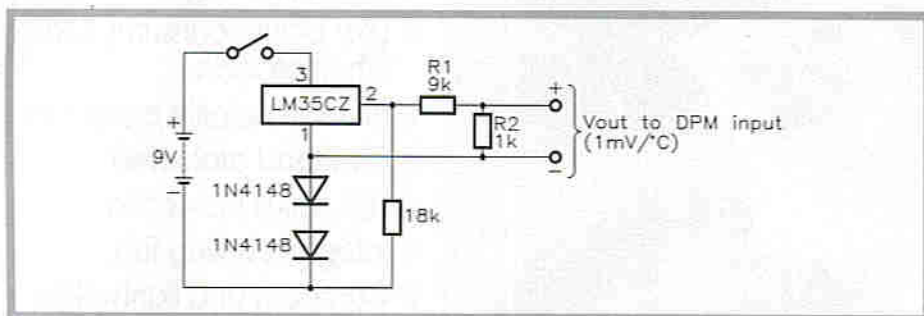 R1
9k
3
LM35CZ
2
+
1
R2
1k
Vout to DPM input
(1mV/°C)
+
9V
−
−
1N4148
18k
1N4148